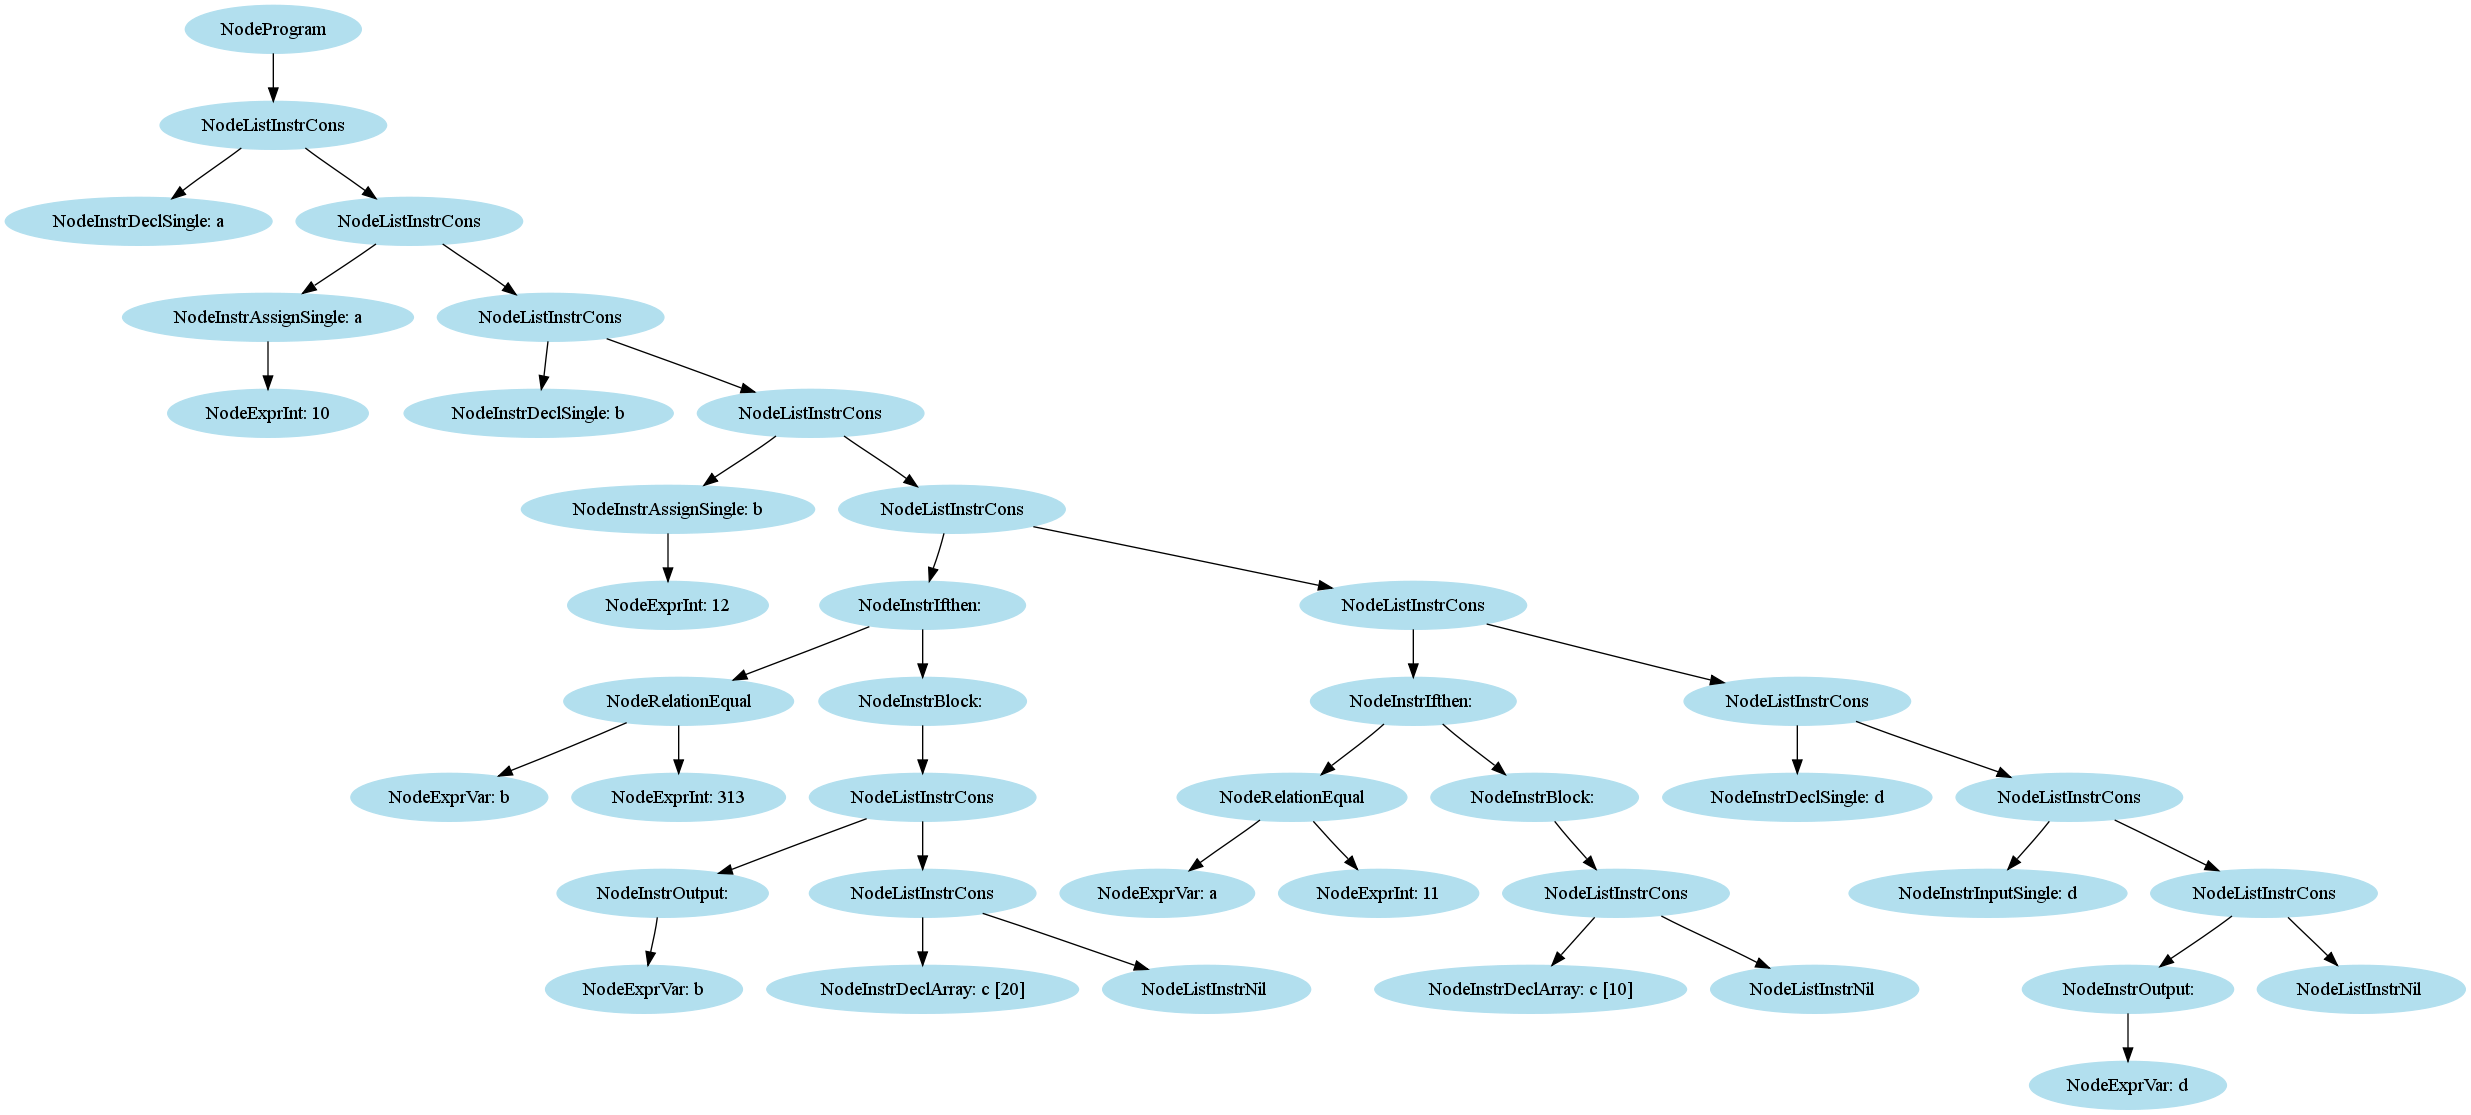 NodeProgram
NodeListInstrCons
NodeInstrDeclSingle: a
NodeListInstrCons
NodeInstrAssignSingle: a
NodeListInstrCons
NodeExprInt: 10
NodeInstrDeclSingle: b
NodeListInstrCons
NodeInstrAssignSingle: b
NodeListInstrCons
NodeExprInt: 12
NodeInstrIfthen:
NodeListInstrCons
NodeRelationEqual
NodeInstrBlock:
NodeInstrIfthen:
NodeListInstrCons
NodeExprVar: b
NodeExprInt: 313
NodeListInstrCons
NodeRelationEqual
NodeInstrBlock:
NodeInstrDeclSingle: d
NodeListInstrCons
NodeInstrOutput:
NodeListInstrCons
NodeExprVar: a
NodeExprInt: 11
NodeListInstrCons
NodeInstrInputSingle: d
NodeListInstrCons
NodeExprVar: b
NodeInstrDeclArray: c [20]
NodeListInstrNil
NodeInstrDeclArray: c [10]
NodeListInstrNil
NodeInstrOutput:
NodeListInstrNil
NodeExprVar: d